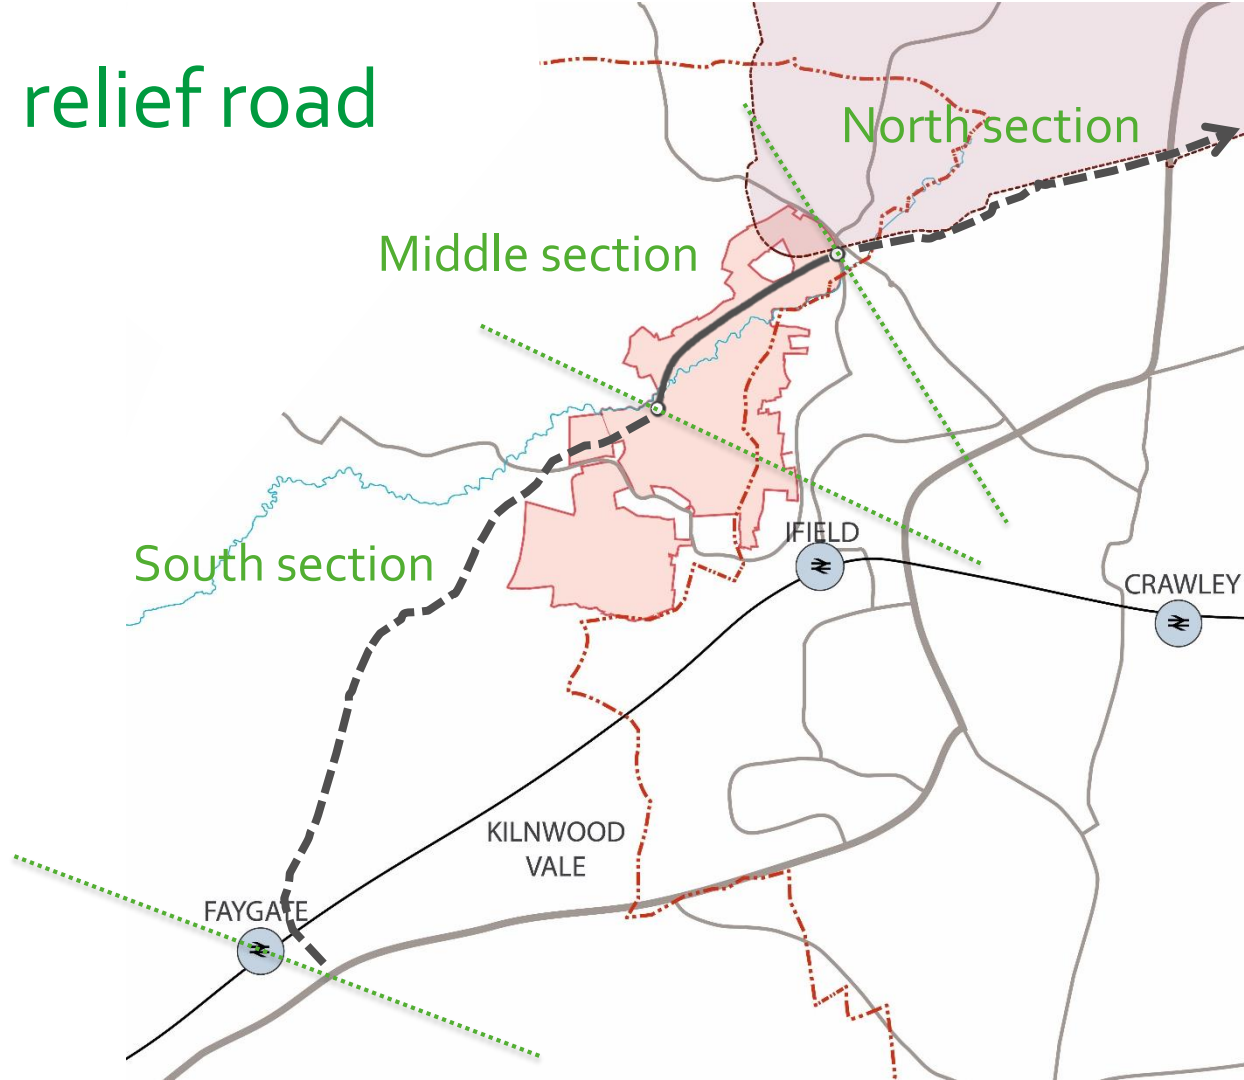 relief road
North section
Middle section
South section
IFIELD
CRAWLEY
KILNWOOD
VALE
FAYGATE